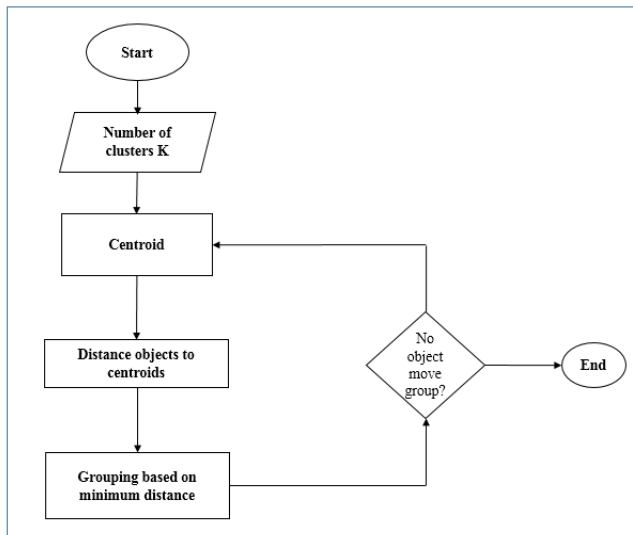 Start
Number of
clusters K
Centroid
Distance objects to
centroids
Grouping based on
minimum distance
No
object
move
group?
End